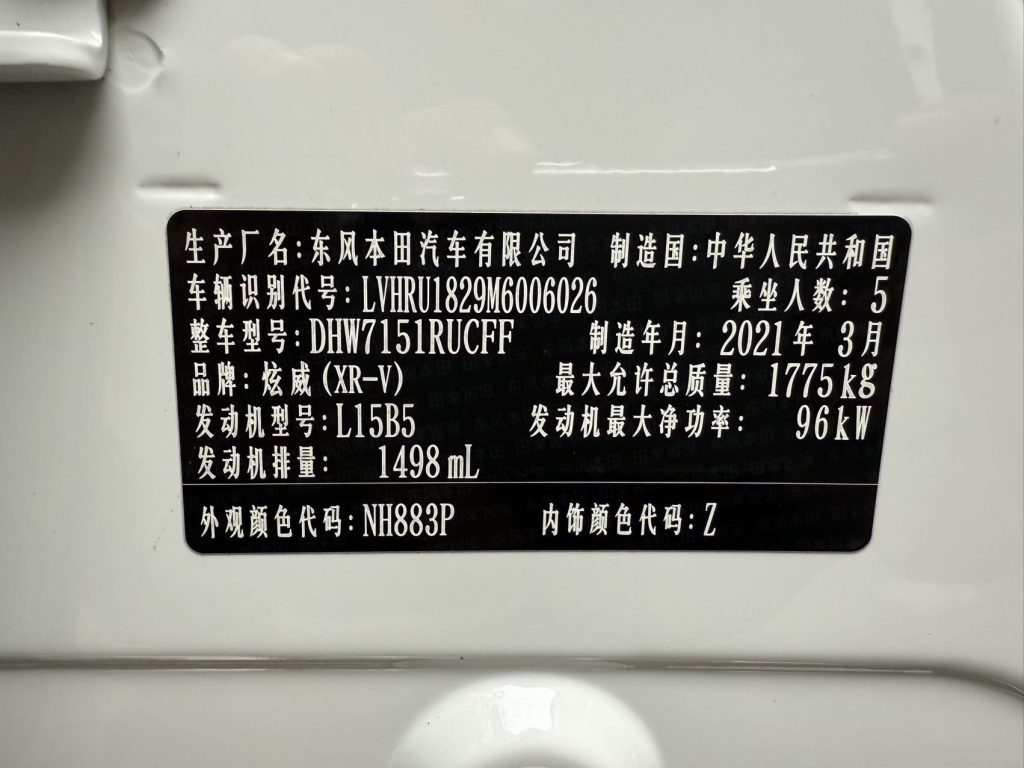 生产厂名:东风本田汽车有限公司 制造国:中华人民共和国
车辆识别代号:LVHRU1829M6006026 乘坐人数: 5
整车型号:DHW7151RUCFF 制造年月: 2021年 3月
品牌: 炫威(XR-V) 最大允许总质量: 1775kg
发动机型号:L15B5 发动机最大净功率: 96kW
发动机排量: 1498mL
外观颜色代码:NH883P 内饰颜色代码:Z